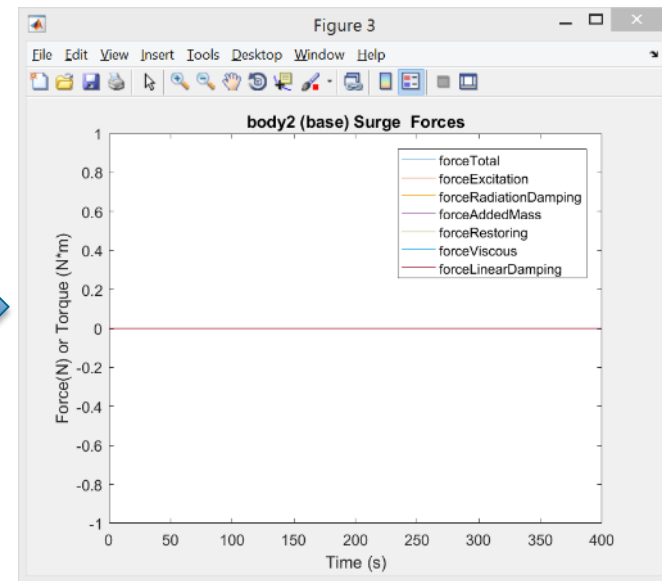 Figure 3
File Edit View Insert Tools Desktop Window Help
body2 (base) Surge Forces
1
0.8
0.6
0.4
0.2
0
-0.2
-0.4
-0.6
-0.8
-1
Force(N) or Torque (N*m)
forceTotal
forceExcitation
forceRadiationDamping
forceAddedMass
forceRestoring
forceViscous
forceLinearDamping
0 50 100 150 200 250 300 350 400
Time (s)